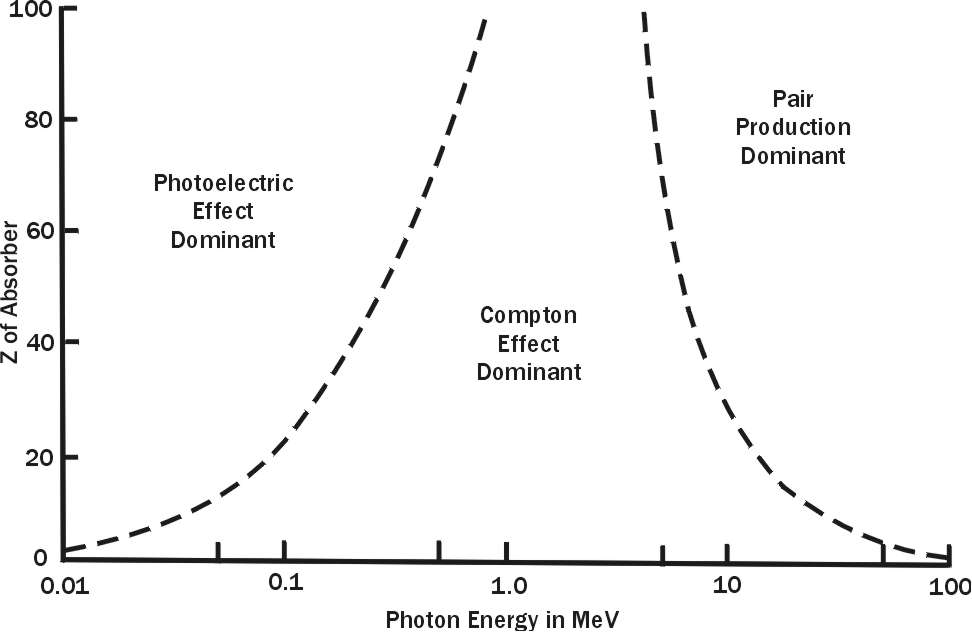 100
80
60
40
20
0
Z of Absorber
Photoelectric
Effect
Dominant
Compton
Effect
Dominant
Pair
Production
Dominant
0.01
0.1
1.0
10
100
Photon Energy in MeV